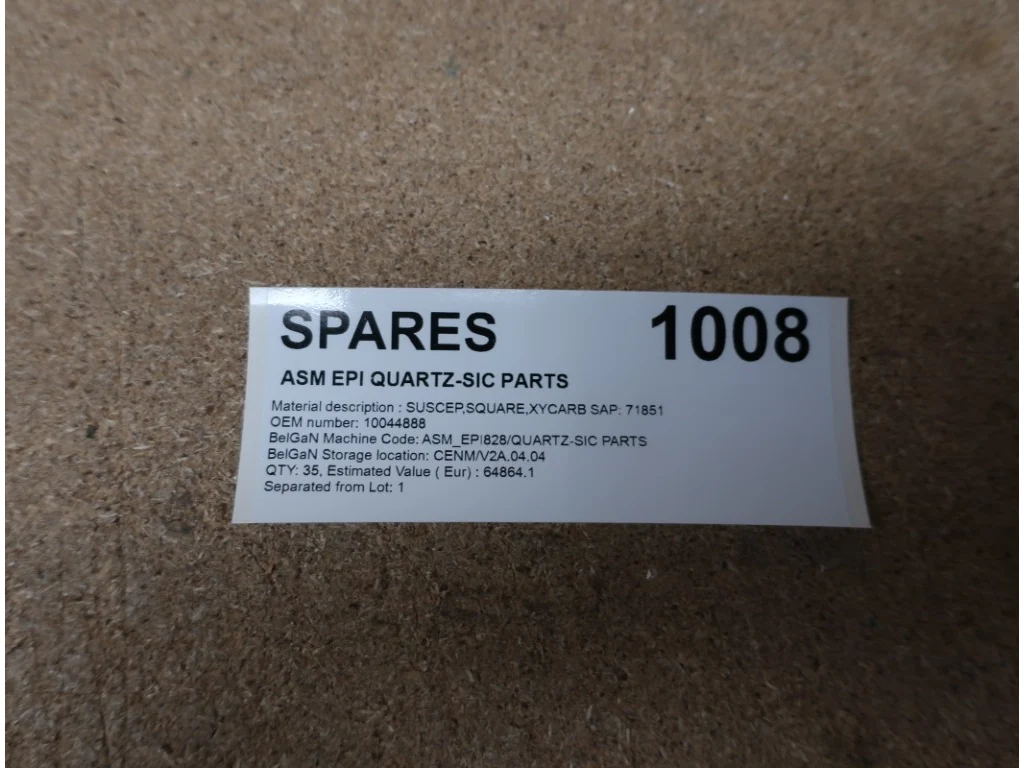 SPARES 1008
ASM EPI QUARTZ-SIC PARTS
Material description : SUSCEP,SQUARE,XYCARB SAP: 71851
OEM number: 10044888
BelGaN Machine Code: ASM_EPI828/QUARTZ-SIC PARTS
BelGaN Storage location: CENM/V2A.04.04
QTY: 35, Estimated Value ( Eur) : 64864.1
Separated from Lot: 1